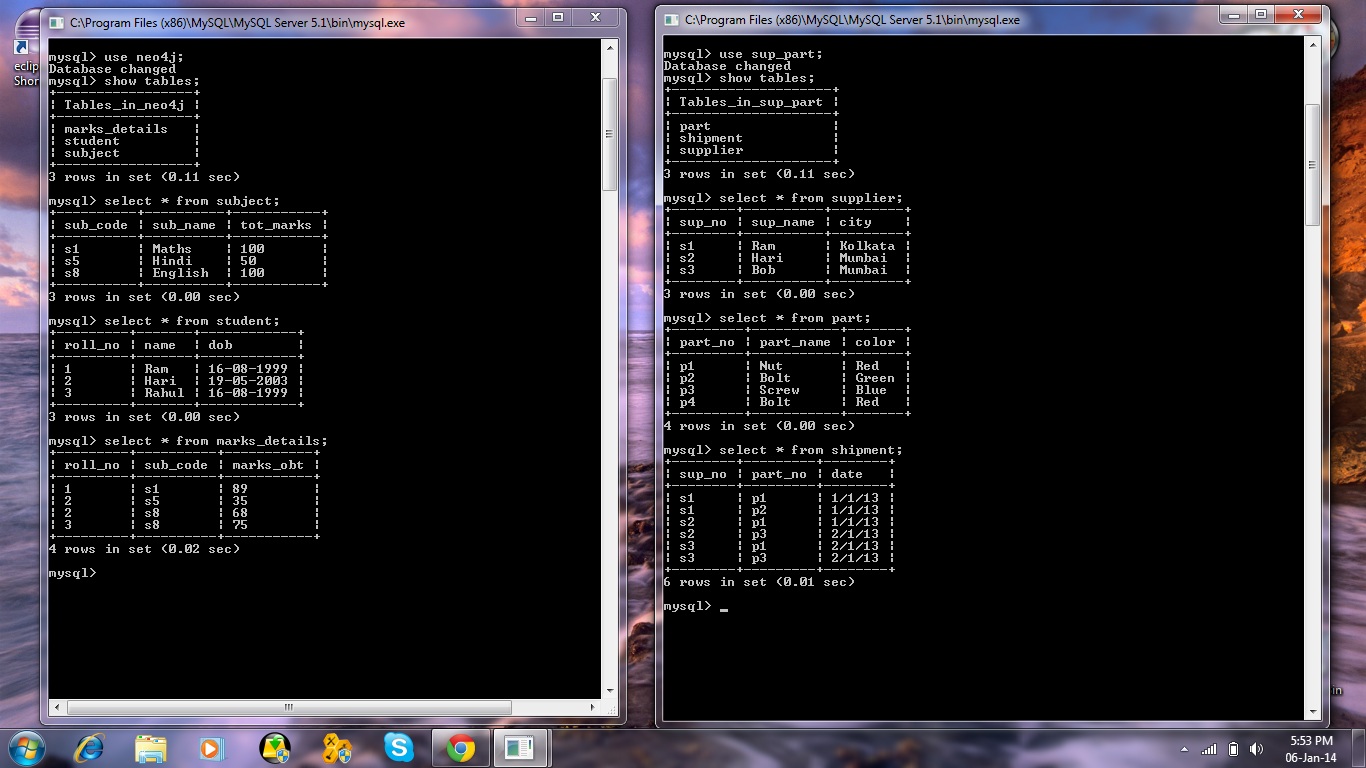 C:\Program Files (x86)\MySQL\MySQL Server 5.1\bin\mysql.exe
mysql> use neo4j;
Database changed
mysql> show tables;
+------------------+
| Tables_in_neo4j |
+------------------+
| marks_details |
| student |
| subject |
+------------------+
3 rows in set (0.11 sec)
mysql> select * from subject;
+----------+----------+-----------+
| sub_code | sub_name | tot_marks |
+----------+----------+-----------+
| s1 | Maths | 100 |
| s5 | Hindi | 50 |
| s8 | English | 100 |
+----------+----------+-----------+
3 rows in set (0.00 sec)
mysql> select * from student;
+---------+-------+------------+
| roll_no | name | dob |
+---------+-------+------------+
| 1 | Ram | 16-08-1999 |
| 2 | Hari | 19-05-2003 |
| 3 | Rahul | 16-08-1999 |
+---------+-------+------------+
3 rows in set (0.00 sec)
mysql> select * from marks_details;
+---------+----------+-----------+
| roll_no | sub_code | marks_obt |
+---------+----------+-----------+
| 1 | s1 | 89 |
| 2 | s5 | 35 |
| 2 | s8 | 68 |
| 3 | s8 | 75 |
+---------+----------+-----------+
4 rows in set (0.02 sec)
mysql>
C:\Program Files (x86)\MySQL\MySQL Server 5.1\bin\mysql.exe
mysql> use sup_part;
Database changed
mysql> show tables;
+--------------------+
| Tables_in_sup_part |
+--------------------+
| part |
| shipment |
| supplier |
+--------------------+
3 rows in set (0.11 sec)
mysql> select * from supplier;
+--------+----------+---------+
| sup_no | sup_name | city |
+--------+----------+---------+
| s1 | Ram | Kolkata |
| s2 | Hari | Mumbai |
| s3 | Bob | Mumbai |
+--------+----------+---------+
3 rows in set (0.00 sec)
mysql> select * from part;
+---------+-----------+-------+
| part_no | part_name | color |
+---------+-----------+-------+
| p1 | Nut | Red |
| p2 | Bolt | Green |
| p3 | Screw | Blue |
| p4 | Bolt | Red |
+---------+-----------+-------+
4 rows in set (0.00 sec)
mysql> select * from shipment;
+--------+---------+--------+
| sup_no | part_no | date |
+--------+---------+--------+
| s1 | p1 | 1/1/13 |
| s1 | p2 | 1/1/13 |
| s2 | p1 | 1/1/13 |
| s2 | p3 | 2/1/13 |
| s3 | p1 | 2/1/13 |
| s3 | p3 | 2/1/13 |
+--------+---------+--------+
6 rows in set (0.01 sec)
mysql> _
eclip
Shor
in
5:53 PM
06-Jan-14